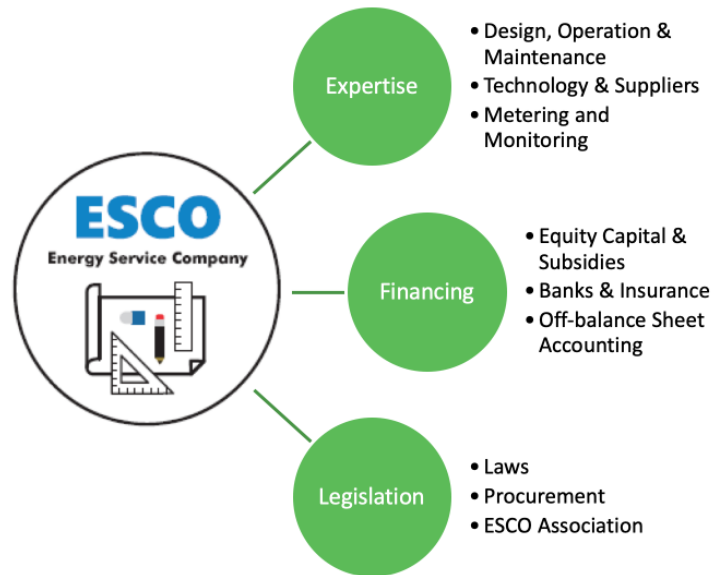 ESCO
Energy Service Company
Expertise
• Design, Operation &
Maintenance
• Technology & Suppliers
• Metering and
Monitoring
Financing
• Equity Capital &
Subsidies
• Banks & Insurance
• Off-balance Sheet
Accounting
Legislation
• Laws
• Procurement
• ESCO Association